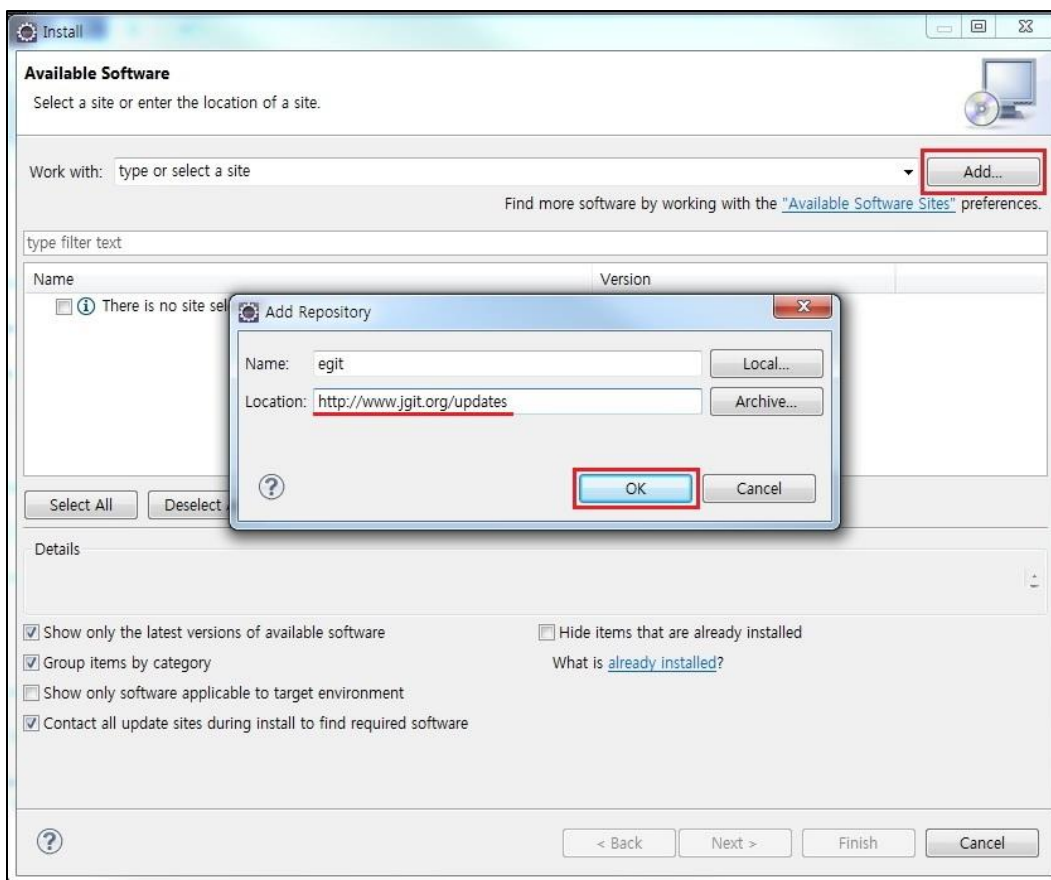 Install
Available Software
Select a site or enter the location of a site.
Work with: type or select a site Add...
Find more software by working with the "Available Software Sites" preferences.
type filter text
Name Version
There is no site sel
Add Repository
Name: egit Local...
Location: http://www.jgit.org/updates Archive...
OK Cancel
Select All Deselect
Details
Show only the latest versions of available software Hide items that are already installed
Group items by category What is already installed?
Show only software applicable to target environment
Contact all update sites during install to find required software
< Back Next > Finish Cancel